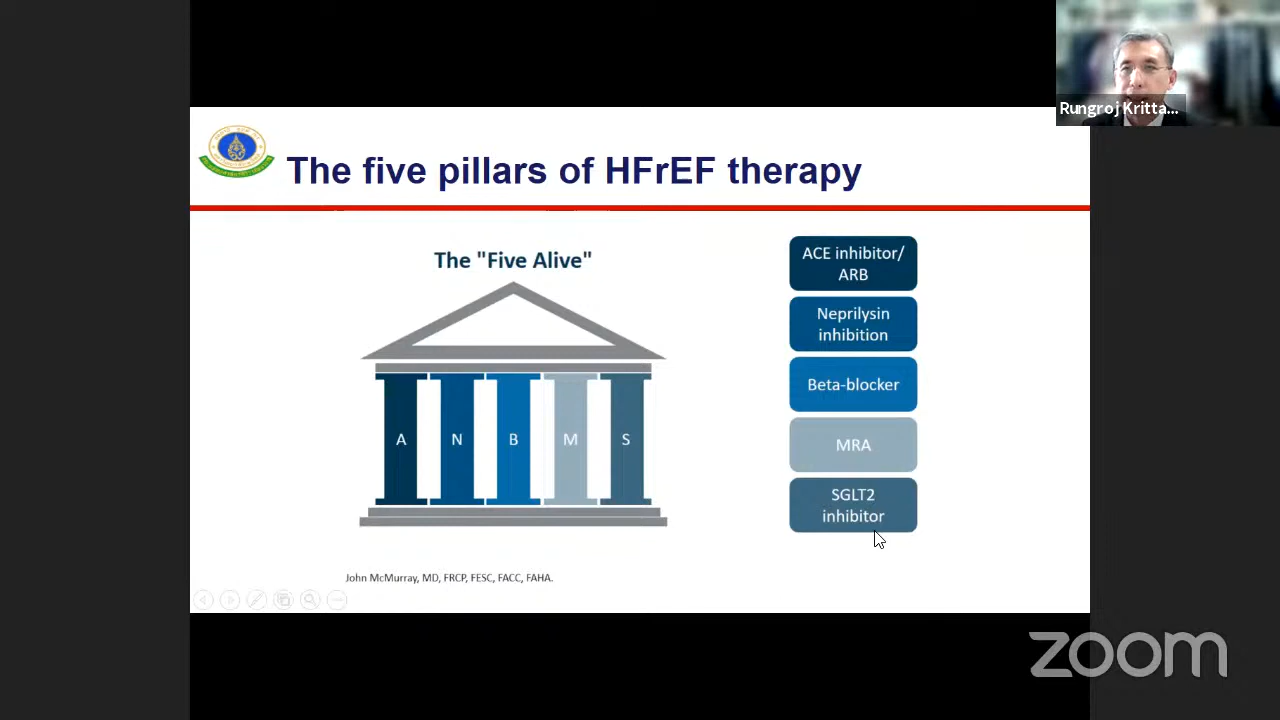 Rungroj Kritta...
The five pillars of HFrEF therapy
The "Five Alive"
A N B M S
ACE inhibitor/
ARB
Neprilysin
inhibition
Beta-blocker
MRA
SGLT2
inhibitor
John McMurray, MD, FRCP, FESC, FACC, FAHA.
zoom